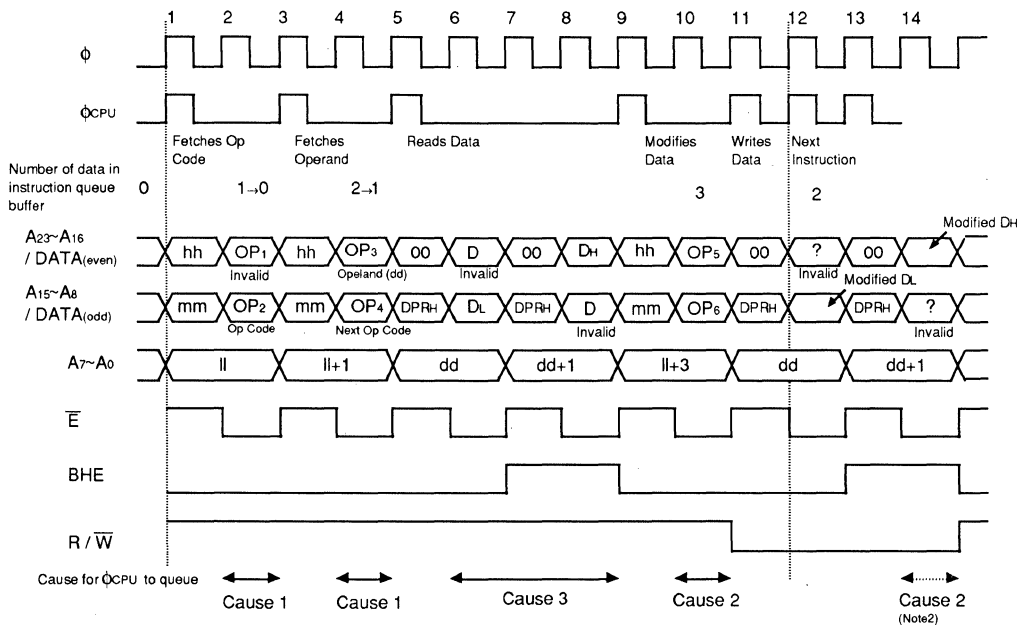 1 2 3 4 5 6 7 8 9 10 11 12 13 14
ϕ
ϕCPU
Fetches Op Code
Fetches Operand
Reads Data
Modifies Data
Writes Data
Next Instruction
Number of data in instruction queue buffer
0 1→0 2→1 3 2
Modified DH
A23~A16 / DATA(even)
hh OP1 hh OP3 00 D 00 DH hh OP5 00 ? 00
Invalid Opeland (dd) Invalid Invalid
Modified DL
A15~A8 / DATA(odd)
mm OP2 mm OP4 DPRH DL DPRH D mm OP6 DPRH DPRH ?
Op Code Next Op Code Invalid Invalid
A7~A0
ll ll+1 dd dd+1 ll+3 dd dd+1
E̅
BHE
R / W̅
Cause for ϕCPU to queue
Cause 1 Cause 1 Cause 3 Cause 2 Cause 2
(Note2)